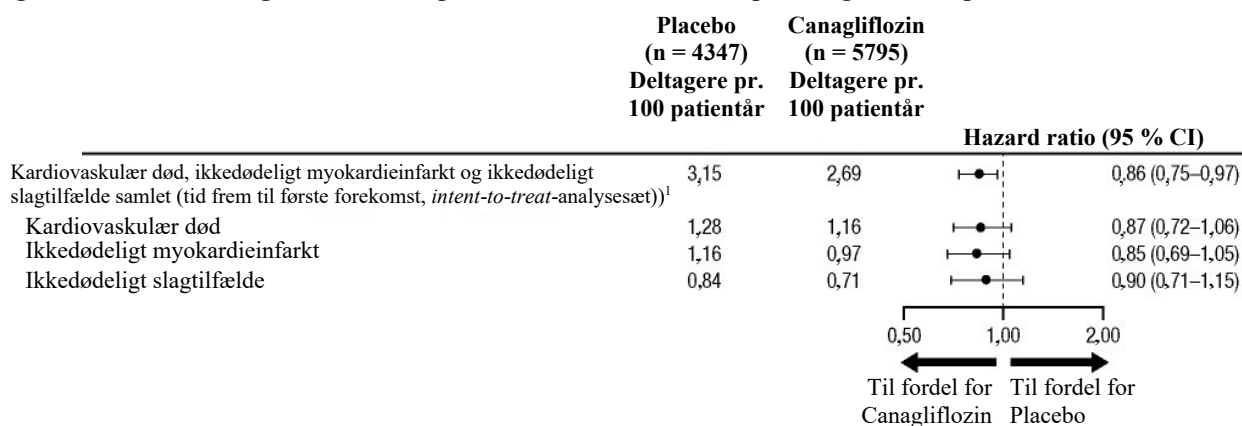 Placebo Canagliflozin
(n = 4347) (n = 5795)
Deltagere pr. Deltagere pr.
100 patientår 100 patientår
Hazard ratio (95 % CI)
Kardiovaskulær død, ikkedødeligt myokardieinfarkt og ikkedødeligt 3,15 2,69 0,86 (0,75–0,97)
slagtilfælde samlet (tid frem til første forekomst, intent-to-treat-analysesæt))1
Kardiovaskulær død 1,28 1,16 0,87 (0,72–1,06)
Ikkedødeligt myokardieinfarkt 1,16 0,97 0,85 (0,69–1,05)
Ikkedødeligt slagtilfælde 0,84 0,71 0,90 (0,71–1,15)
0,50 1,00 2,00
Til fordel for Til fordel for
Canagliflozin Placebo